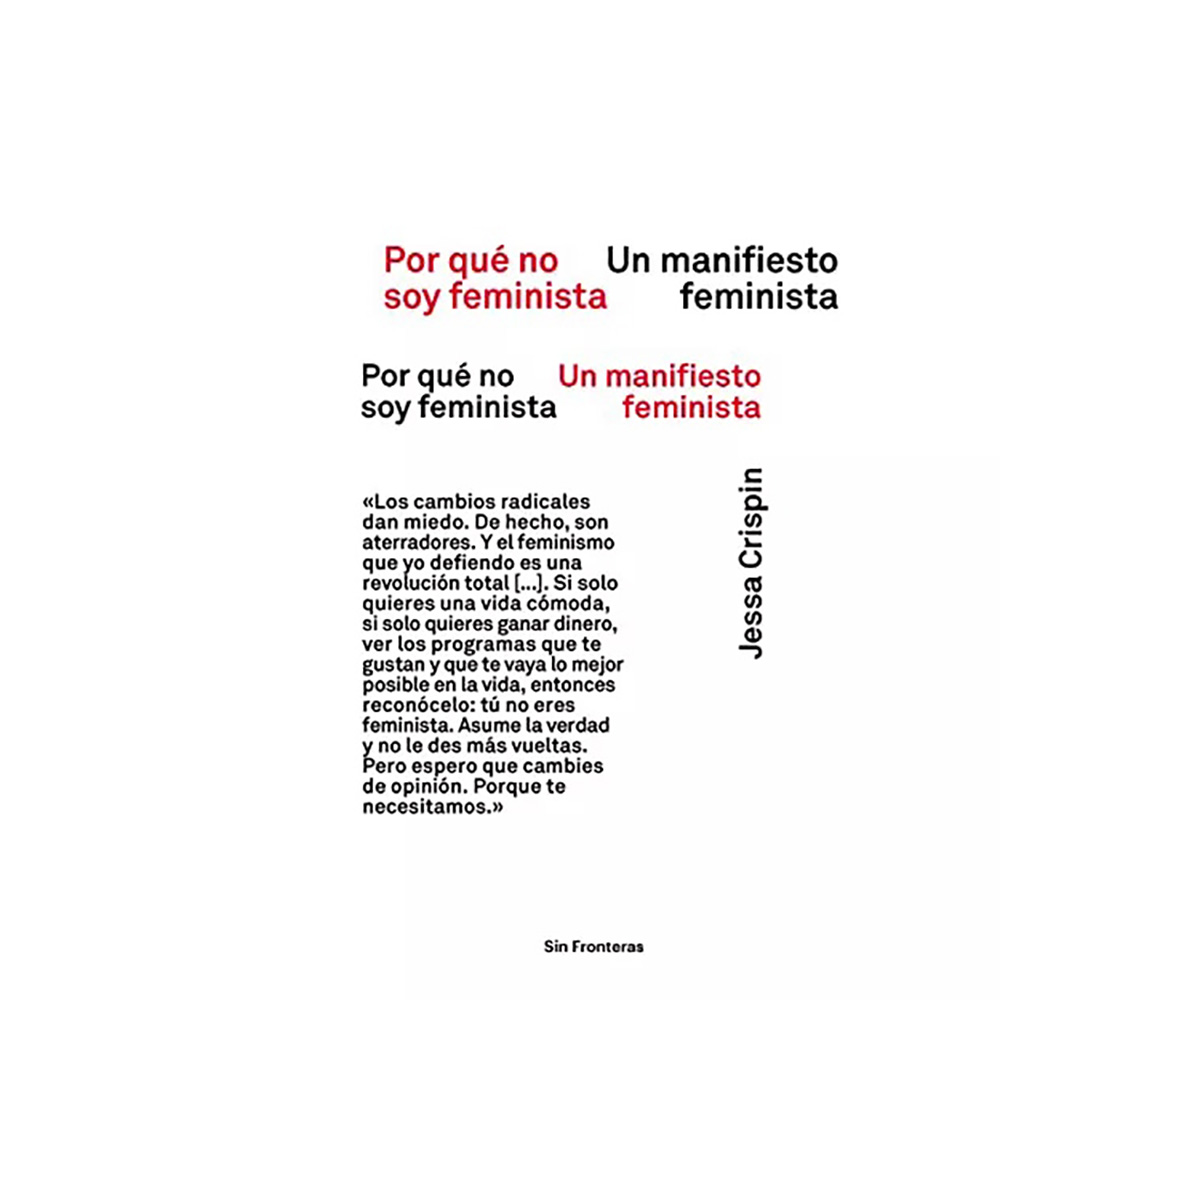 Por qué no
soy feminista
Un manifiesto
feminista
Por qué no
soy feminista
Un manifiesto
feminista
«Los cambios radicales
dan miedo. De hecho, son
aterradores. Y el feminismo
que yo defiendo es una
revolución total [...]. Si solo
quieres una vida cómoda,
si solo quieres ganar dinero,
ver los programas que te
gustan y que te vaya lo mejor
posible en la vida, entonces
reconócelo: tú no eres
feminista. Asume la verdad
y no le des más vueltas.
Pero espero que cambies
de opinión. Porque te
necesitamos.»
Jessa Crispin
Sin Fronteras